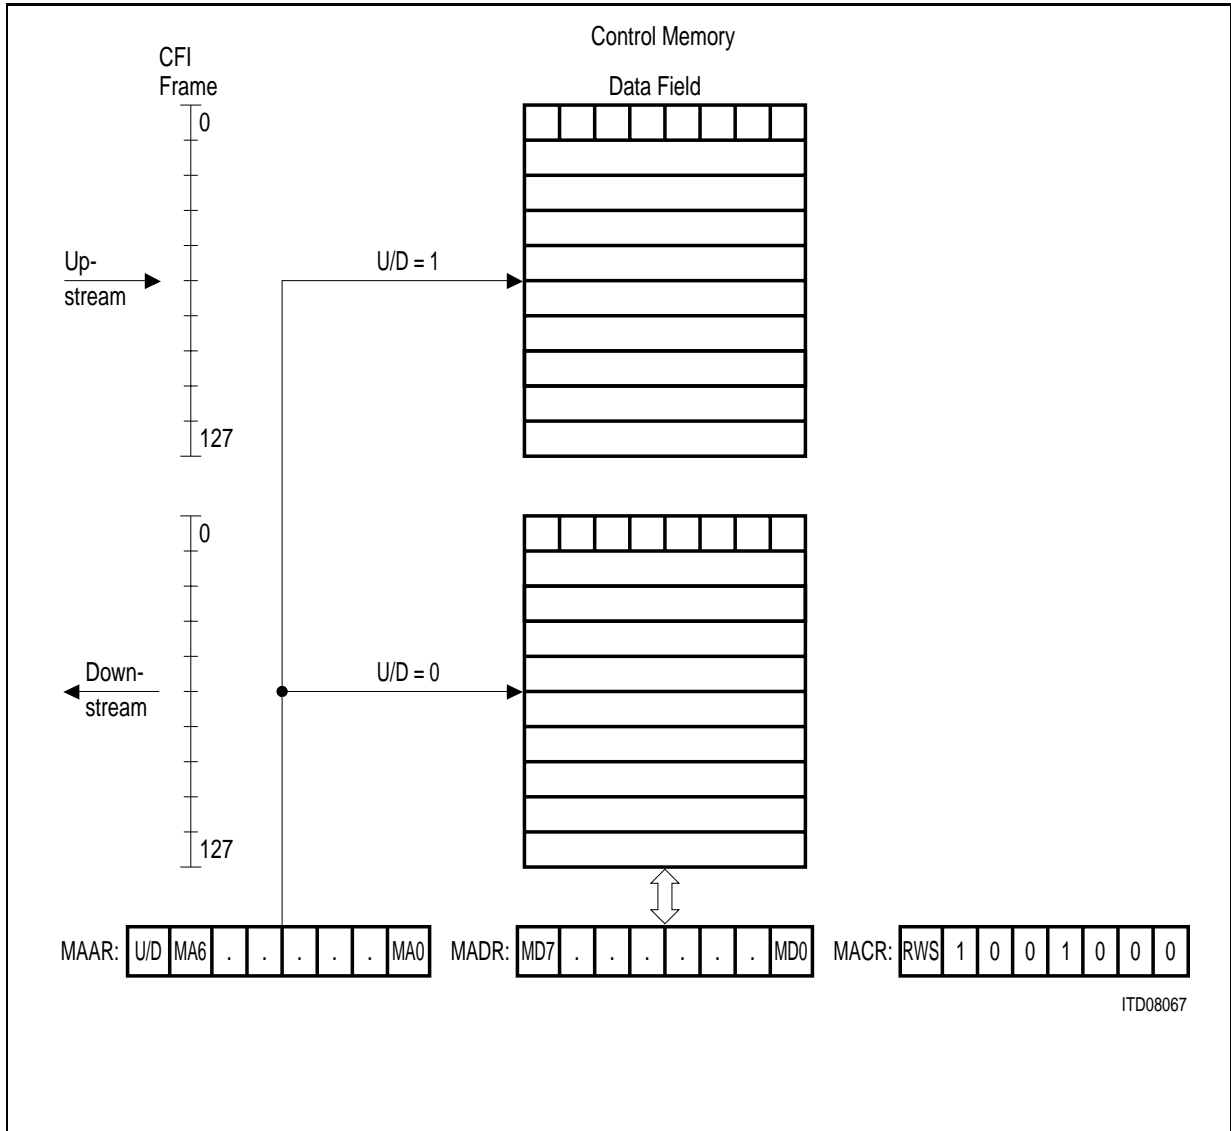 Control Memory
CFI
Frame
Data Field
0
Up-
stream
U/D = 1
127
0
Down-
stream
U/D = 0
127
MAAR: U/D MA6 . . . . . MA0 MADR: MD7 . . . . . . MD0 MACR: RWS 1 0 0 1 0 0 0
ITD08067